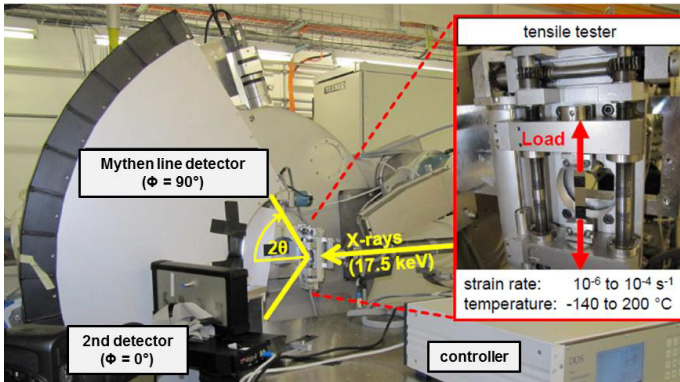 tensile tester
Load
Mythen line detector
(Φ = 90°)
2θ
X-rays
(17.5 keV)
strain rate: 10⁻⁶ to 10⁻⁴ s⁻¹
temperature: -140 to 200 °C
2nd detector
(Φ = 0°)
controller
DDS